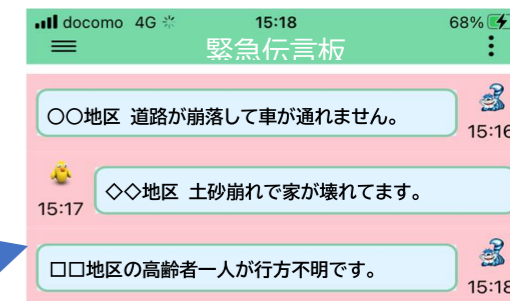 docomo 4G 15:18 68%
緊急伝言板
○○地区 道路が崩落して車が通れません。
15:16
◇◇地区 土砂崩れで家が壊れてます。
15:17
□□地区の高齢者一人が行方不明です。
15:18